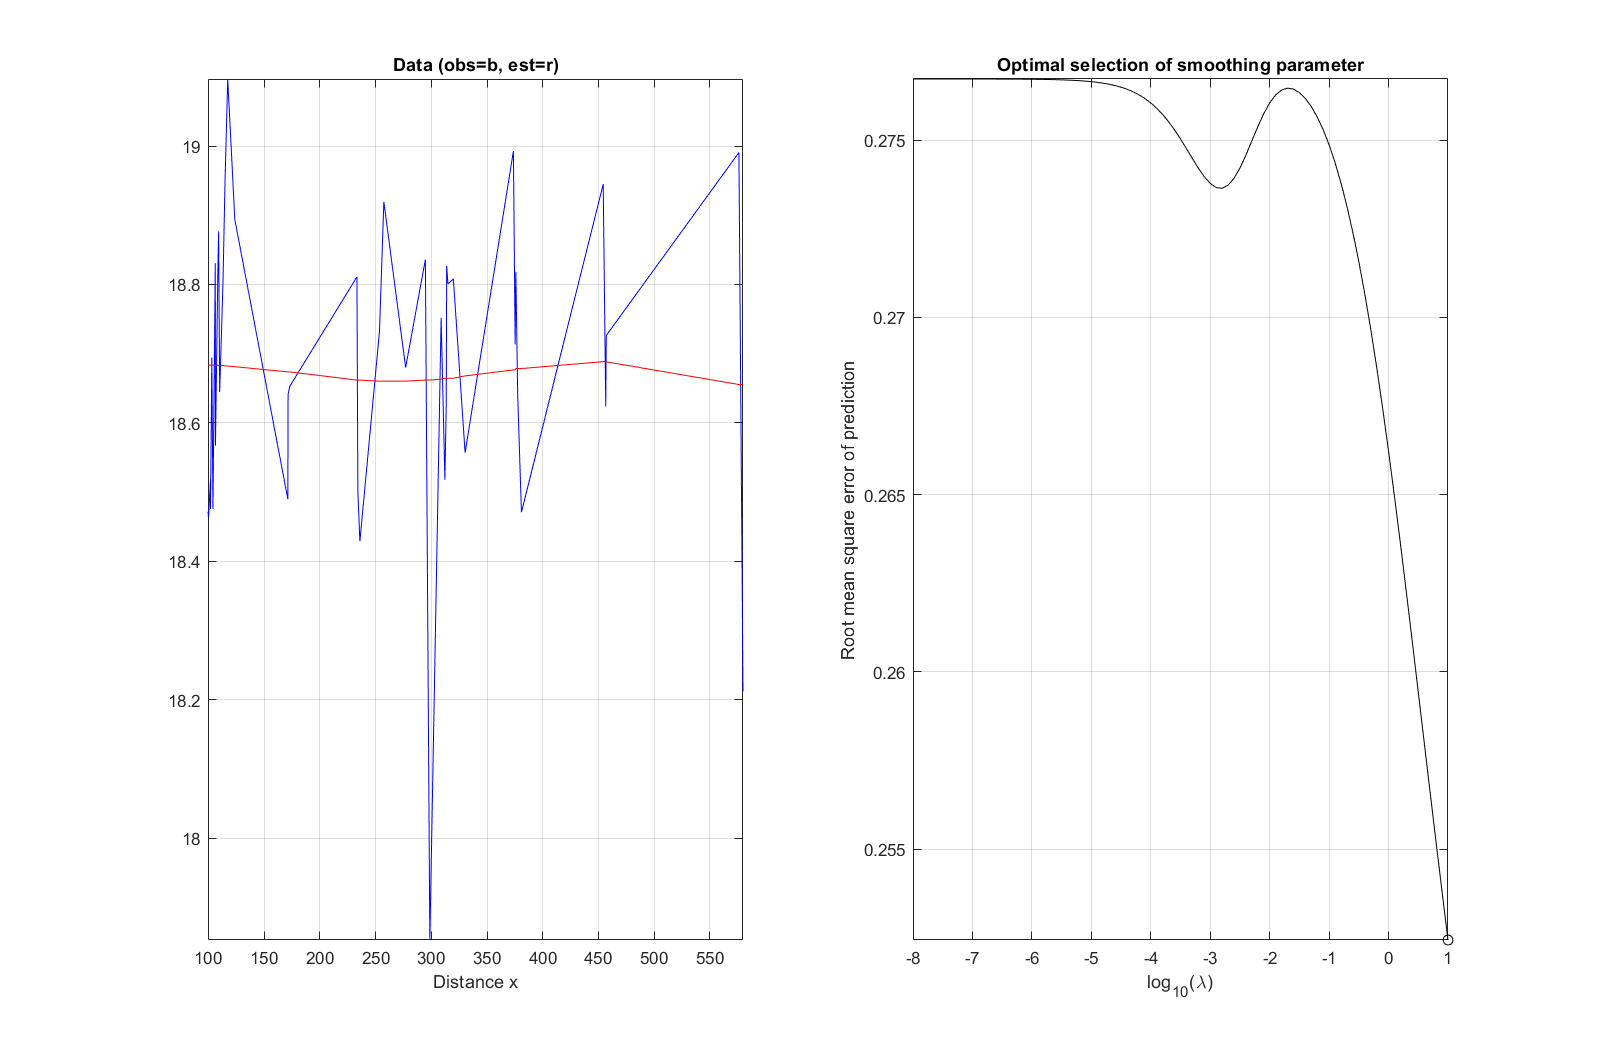 Data (obs=b, est=r)
19
18.8
18.6
18.4
18.2
18
100 150 200 250 300 350 400 450 500 550
Distance x
Optimal selection of smoothing parameter
Root mean square error of prediction
0.275
0.27
0.265
0.26
0.255
-8 -7 -6 -5 -4 -3 -2 -1 0 1
log10(λ)